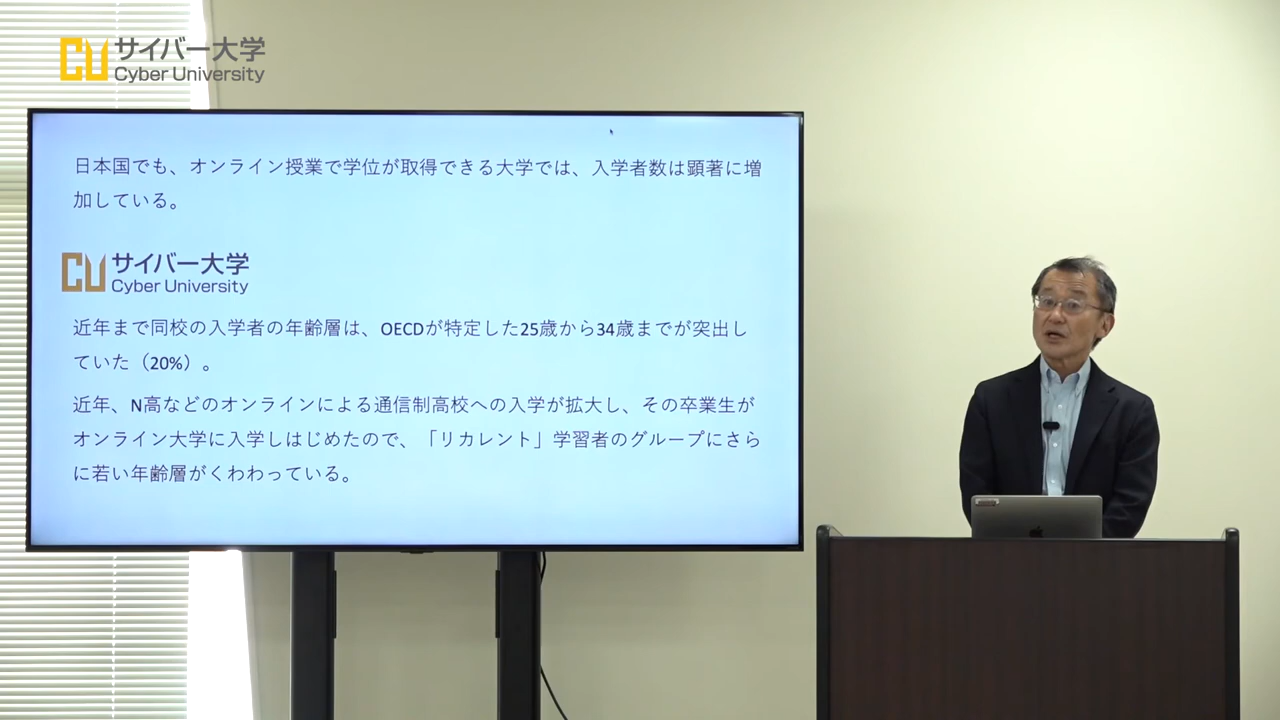 サイバー大学
Cyber University
日本国でも、オンライン授業で学位が取得できる大学では、入学者数は顕著に増
加している。
サイバー大学
Cyber University
近年まで同校の入学者の年齢層は、OECDが特定した25歳から34歳までが突出し
ていた（20%）。
近年、N高などのオンラインによる通信制高校への入学が拡大し、その卒業生が
オンライン大学に入学しはじめたので、「リカレント」学習者のグループにさら
に若い年齢層がくわわっている。